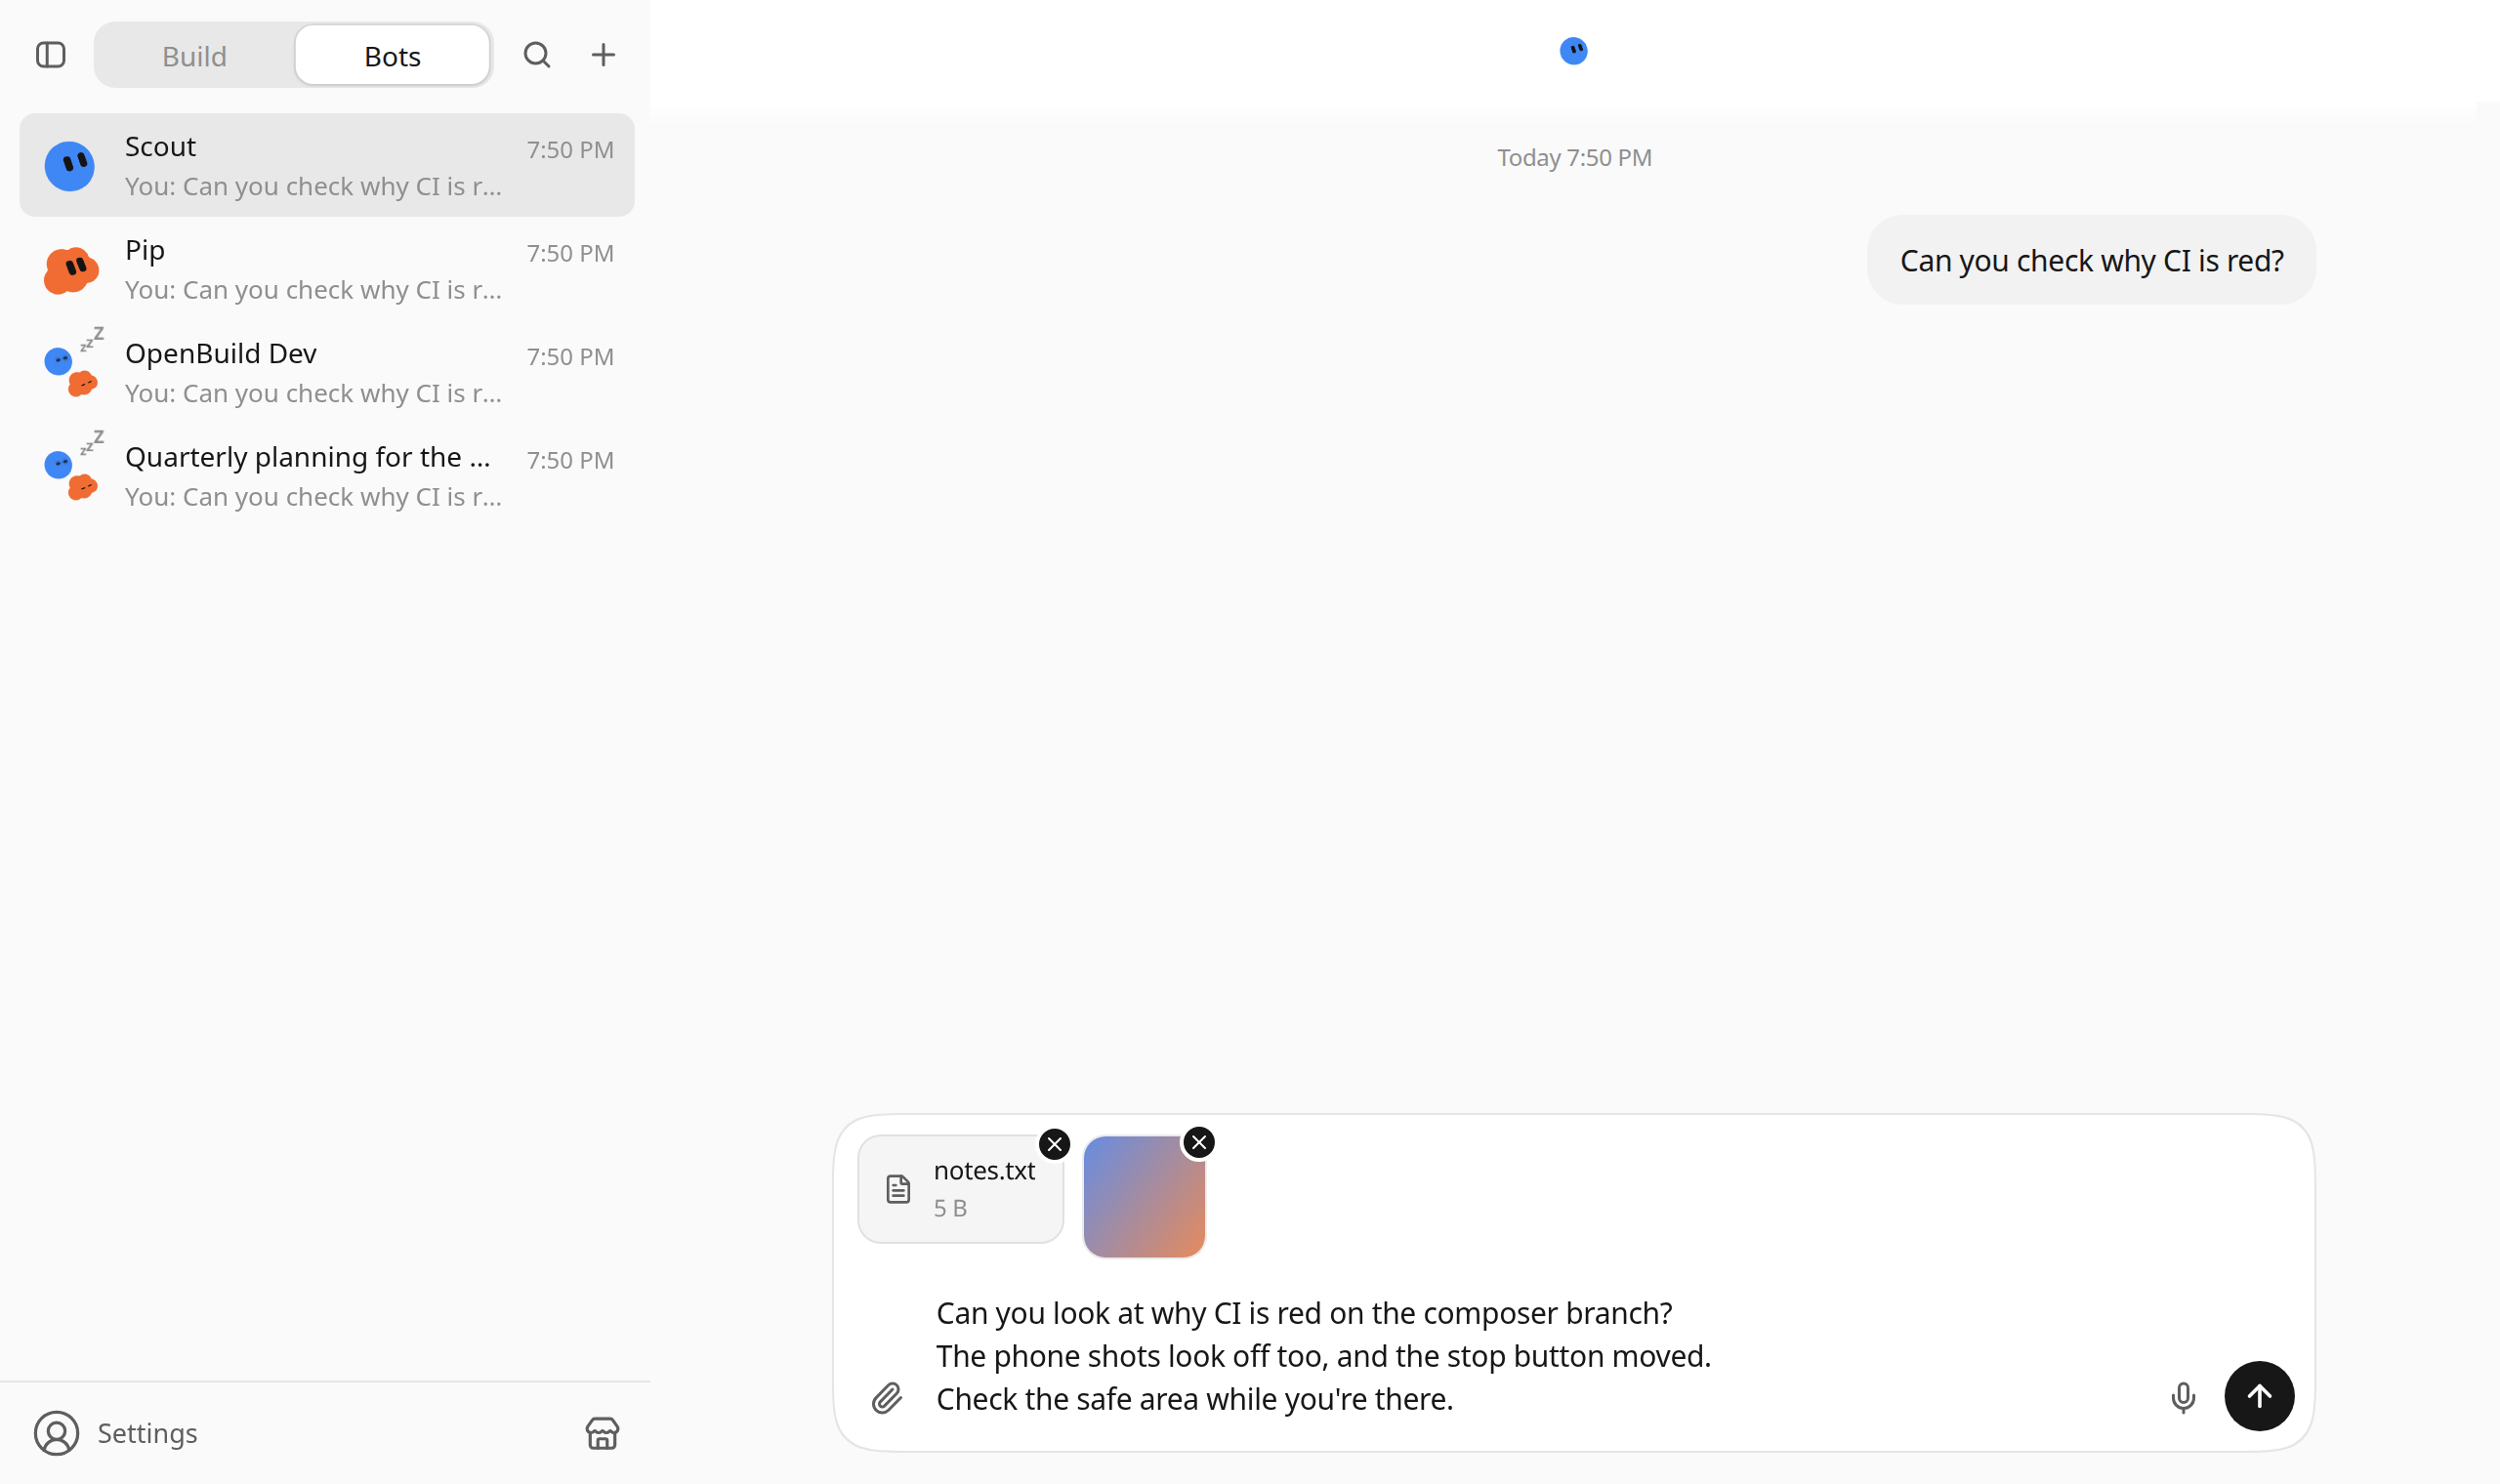 Build
Bots
Scout
7:50 PM
You: Can you check why CI is r...
Pip
7:50 PM
You: Can you check why CI is r...
zzZ
OpenBuild Dev
7:50 PM
You: Can you check why CI is r...
zzZ
Quarterly planning for the ...
7:50 PM
You: Can you check why CI is r...
Settings
Today 7:50 PM
Can you check why CI is red?
notes.txt
5 B
Can you look at why CI is red on the composer branch?
The phone shots look off too, and the stop button moved.
Check the safe area while you're there.